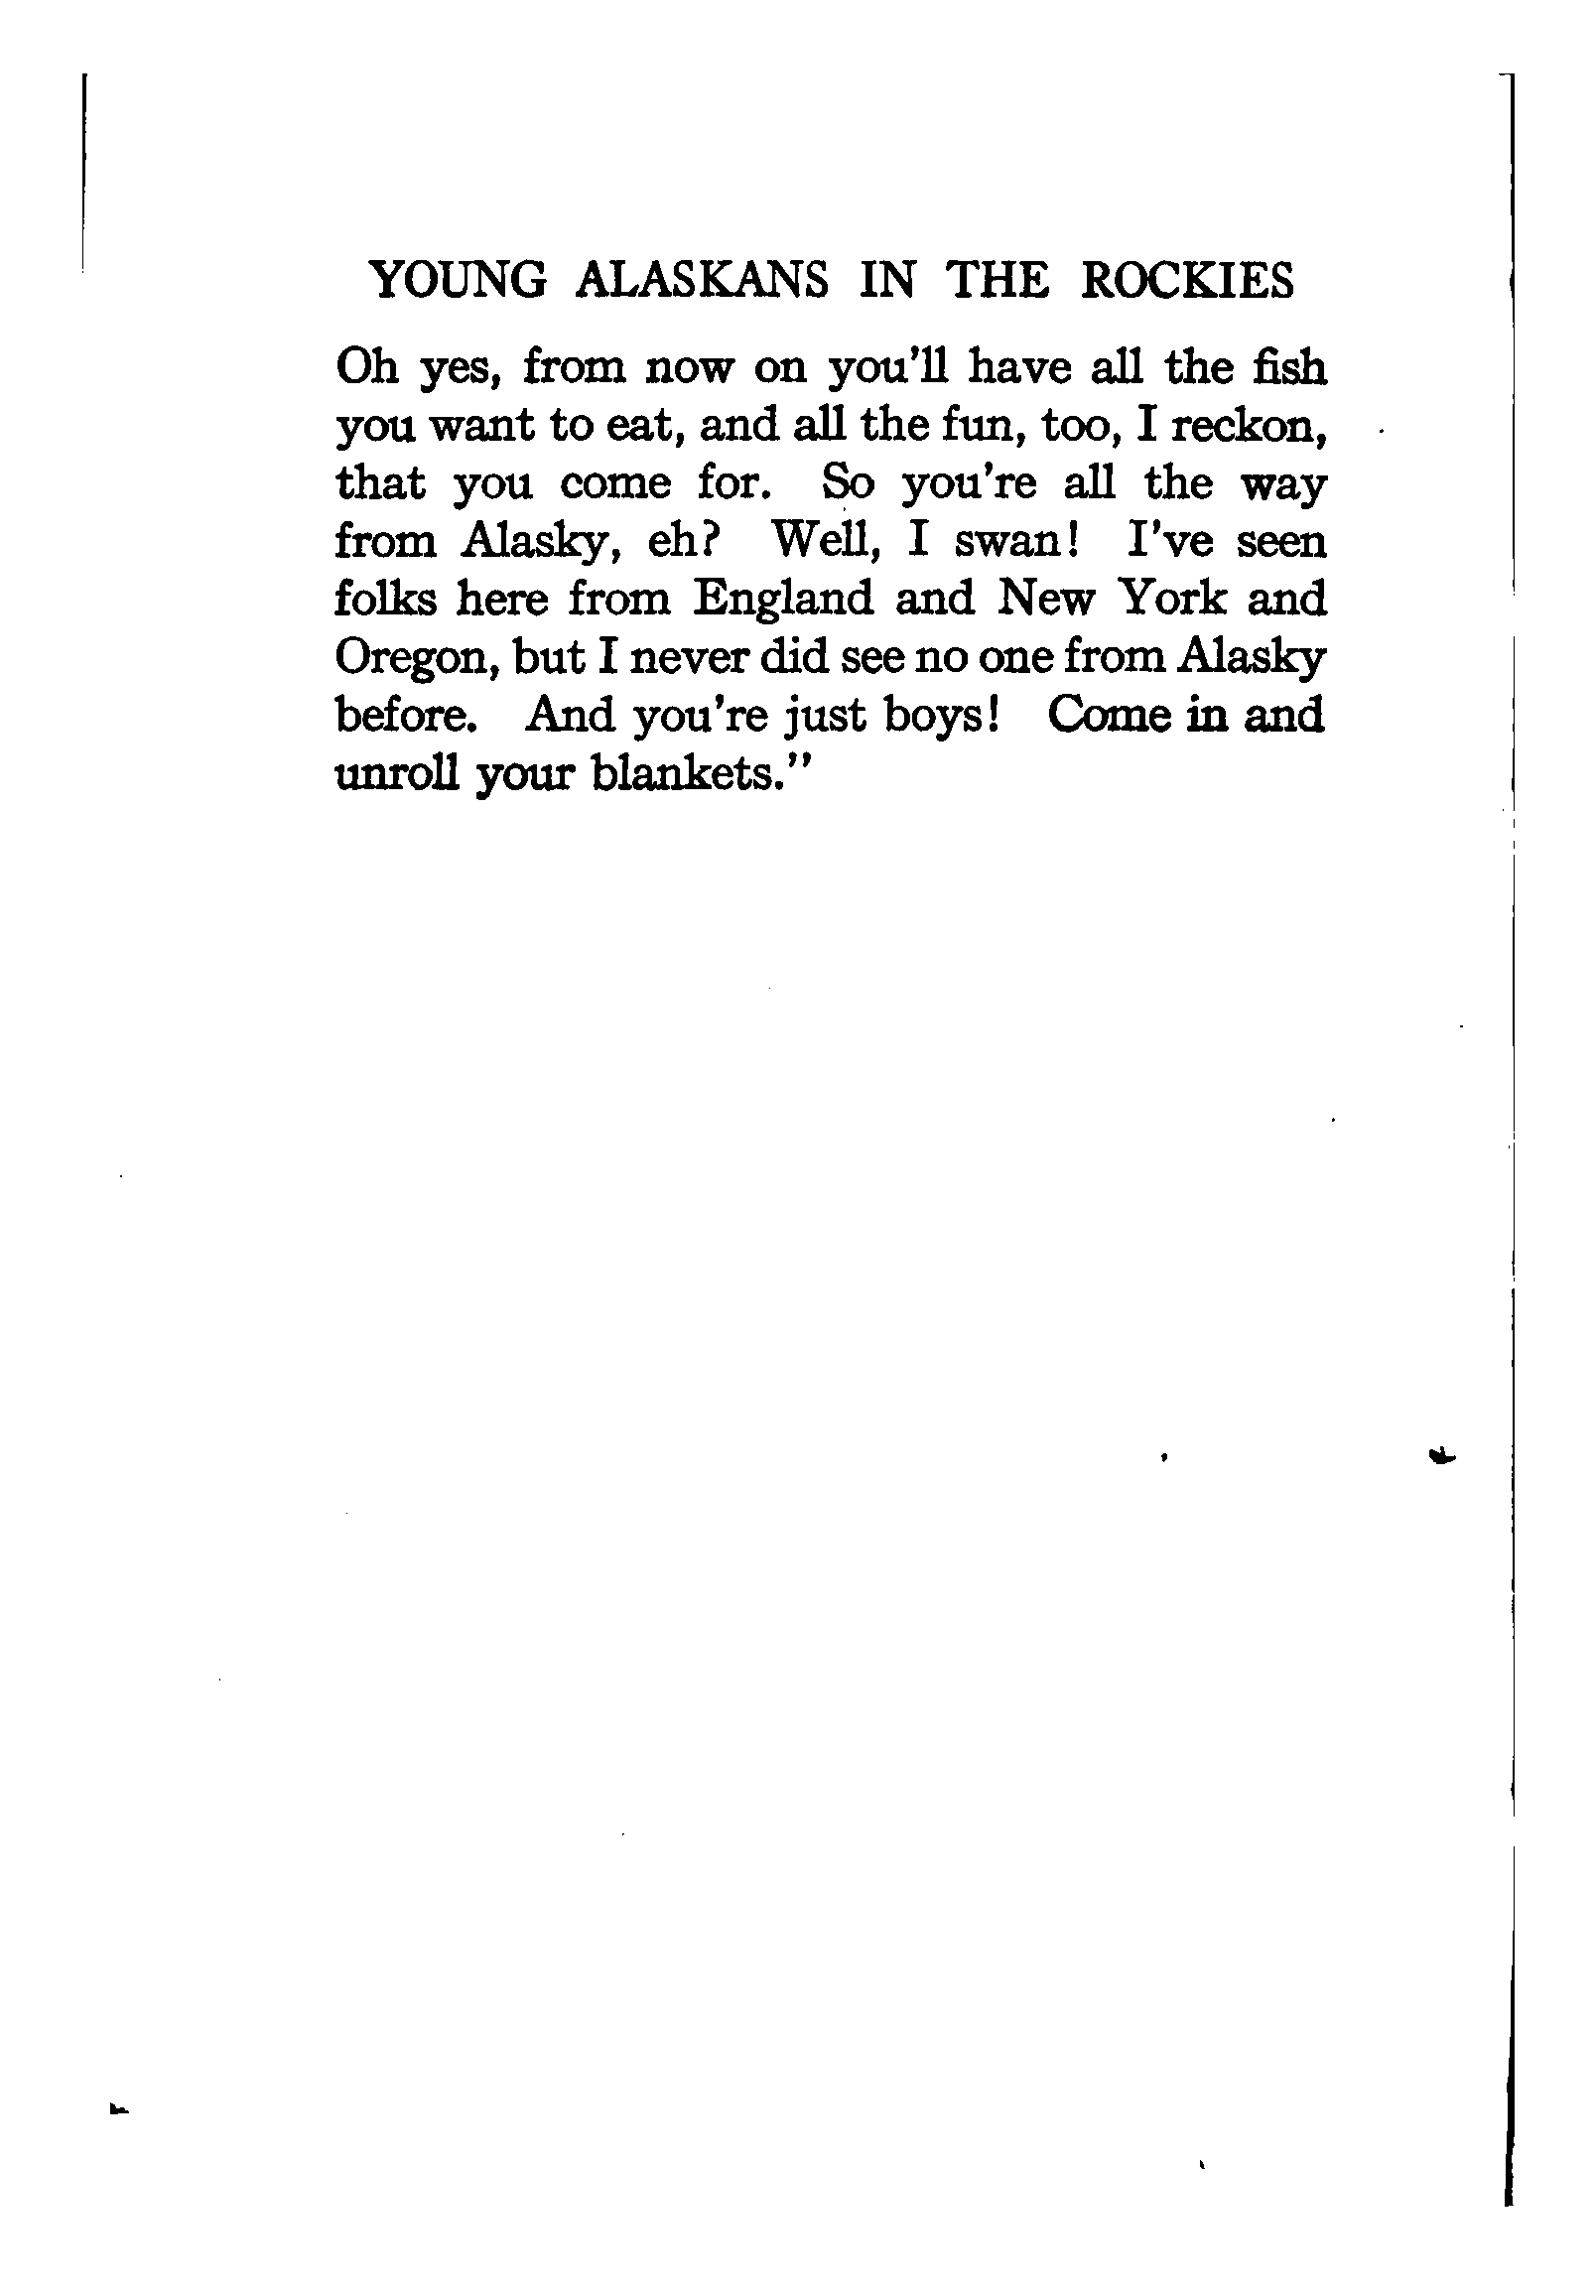 YOUNG ALASKANS IN THE ROCKIES
Oh yes, from now on you'll have all the fish
you want to eat, and all the fun, too, I reckon,
that you come for. So you're all the way
from Alasky, eh? Well, I swan! I've seen
folks here from England and New York and
Oregon, but I never did see no one from Alasky
before. And you're just boys! Come in and
unroll your blankets."